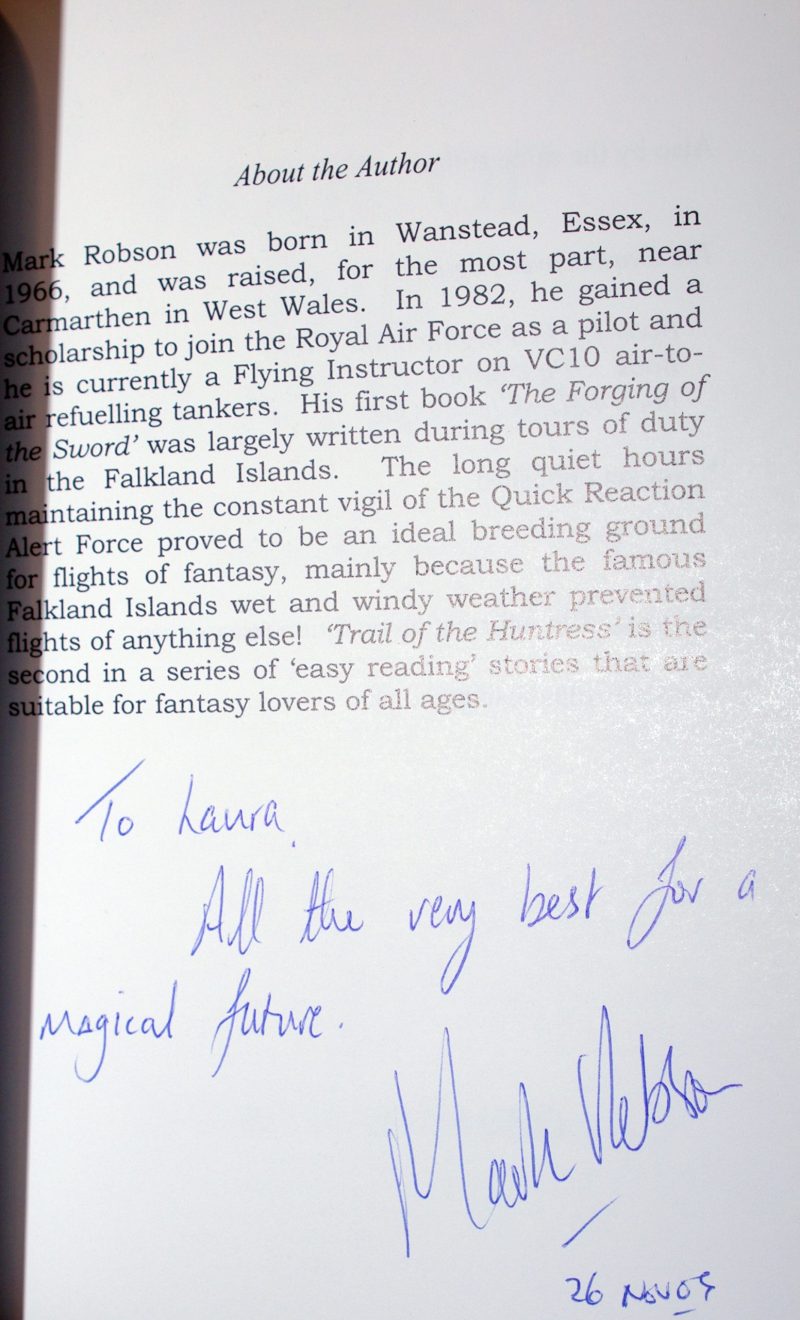 About the Author
Mark Robson was born in Wanstead, Essex, in
1966, and was raised, for the most part, near
Carmarthen in West Wales. In 1982, he gained a
scholarship to join the Royal Air Force as a pilot and
he is currently a Flying Instructor on VC10 air-to-
air refuelling tankers. His first book ‘The Forging of
the Sword’ was largely written during tours of duty
in the Falkland Islands. The long quiet hours
maintaining the constant vigil of the Quick Reaction
Alert Force proved to be an ideal breeding ground
for flights of fantasy, mainly because the famous
Falkland Islands wet and windy weather prevented
flights of anything else! ‘Trail of the Huntress’ is the
second in a series of ‘easy reading’ stories that are
suitable for fantasy lovers of all ages.
To Laura,
All the very best for a
magical future.
Mark Robson
26 Nov